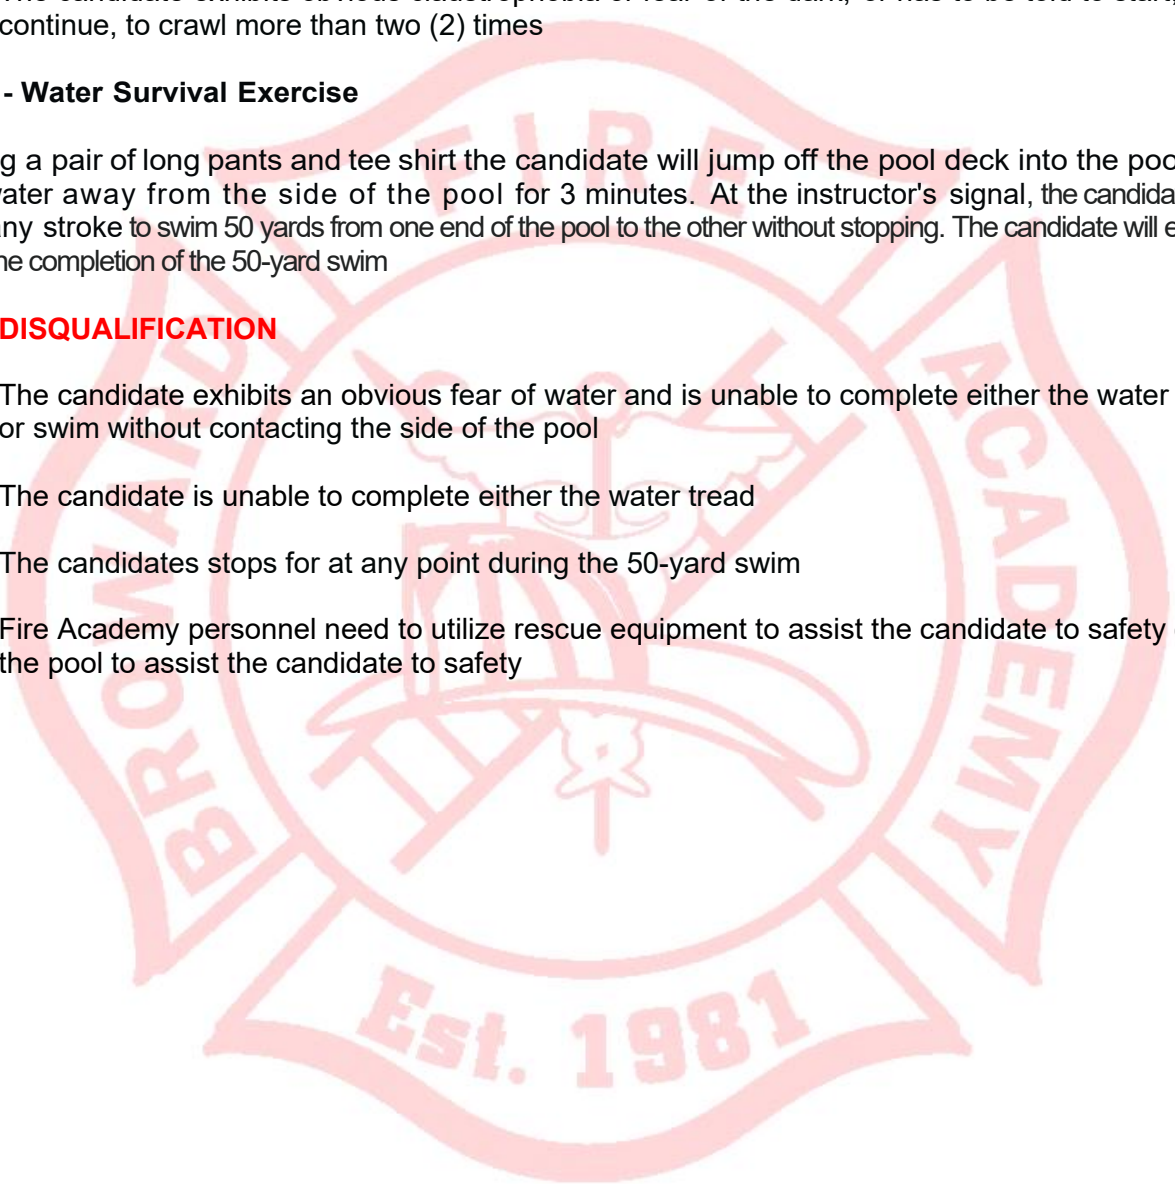 continue, to crawl more than two (2) times
- Water Survival Exercise
g a pair of long pants and tee shirt the candidate will jump off the pool deck into the poo
vater away from the side of the pool for 3 minutes. At the instructor's signal, the candida
any stroke to swim 50 yards from one end of the pool to the other without stopping. The candidate will e
he completion of the 50-yard swim
DISQUALIFICATION
The candidate exhibits an obvious fear of water and is unable to complete either the water
or swim without contacting the side of the pool
The candidate is unable to complete either the water tread
The candidates stops for at any point during the 50-yard swim
Fire Academy personnel need to utilize rescue equipment to assist the candidate to safety
the pool to assist the candidate to safety
FIRE
BROWARD
ACADEMY
Est. 1981